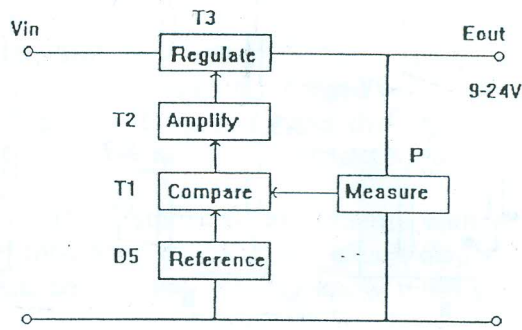 T3
Vin
Eout
Regulate
9-24V
T2
Amplify
P
T1
Compare
Measure
D5
Reference